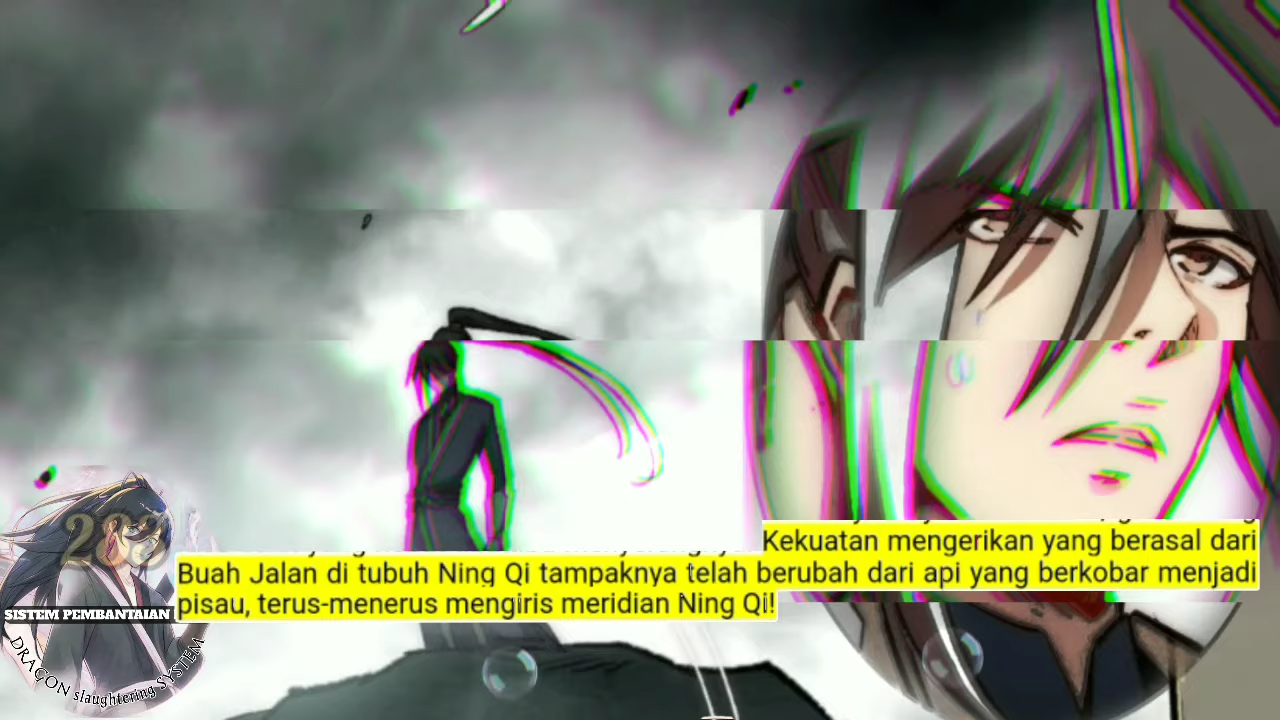 Kekuatan mengerikan yang berasal dari
Buah Jalan di tubuh Ning Qi tampaknya telah berubah dari api yang berkobar menjadi
pisau, terus-menerus mengiris meridian Ning Qi!
SISTEM PEMBANTAIAN
DRAGON slaughtering SYSTEM